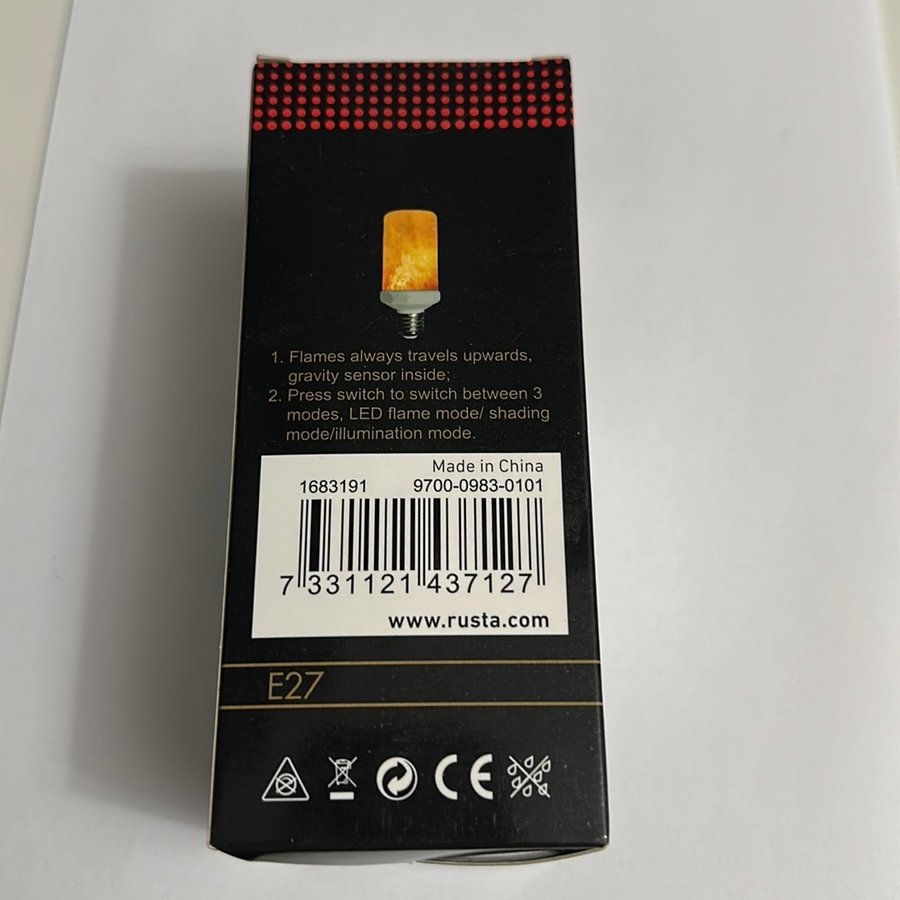 1. Flames always travels upwards,
gravity sensor inside;
2. Press switch to switch between 3
modes, LED flame mode/ shading
mode/illumination mode.
Made in China
1683191 9700-0983-0101
7 331121 437127
www.rusta.com
E27
CE